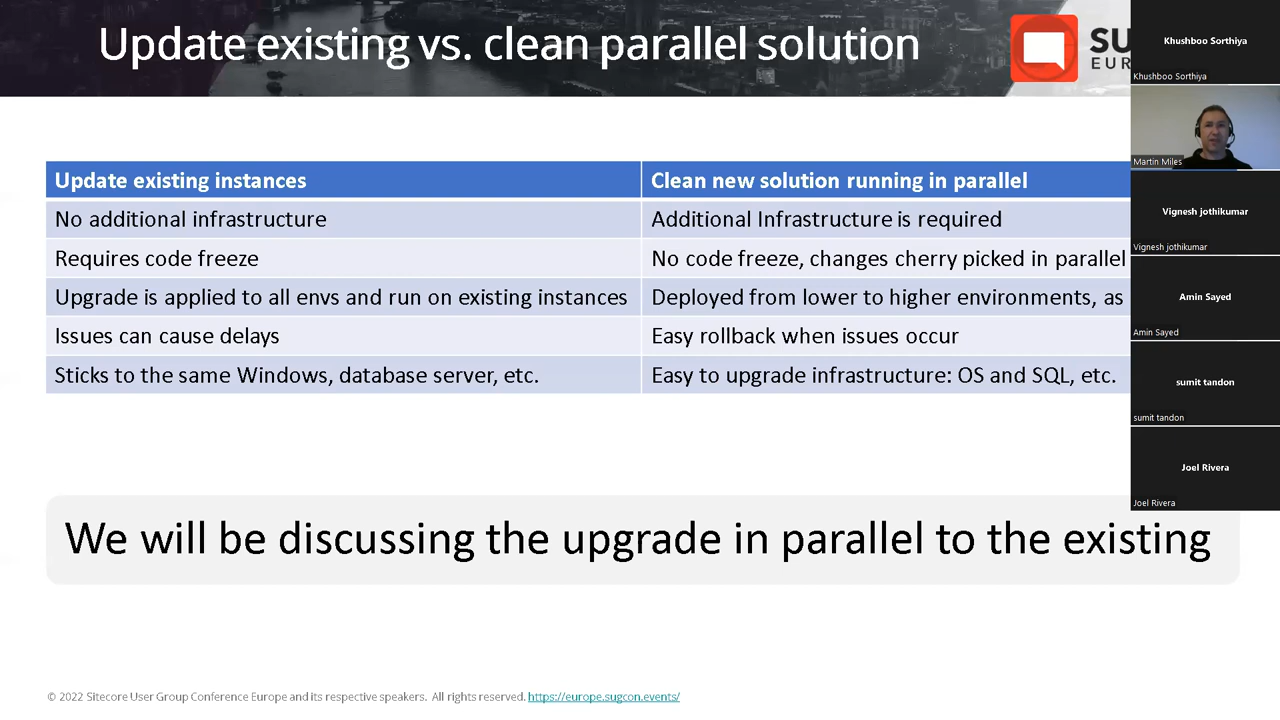 Update existing vs. clean parallel solution
SU
EUR
Update existing instances
Clean new solution running in parallel
No additional infrastructure
Additional Infrastructure is required
Requires code freeze
No code freeze, changes cherry picked in parallel
Upgrade is applied to all envs and run on existing instances
Deployed from lower to higher environments, as
Issues can cause delays
Easy rollback when issues occur
Sticks to the same Windows, database server, etc.
Easy to upgrade infrastructure: OS and SQL, etc.
We will be discussing the upgrade in parallel to the existing
© 2022 Sitecore User Group Conference Europe and its respective speakers. All rights reserved. https://europe.sugcon.events/
Khushboo Sorthiya
Khushboo Sorthiya
Martin Miles
Vignesh jothikumar
Vignesh jothikumar
Amin Sayed
Amin Sayed
sumit tandon
sumit tandon
Joel Rivera
Joel Rivera